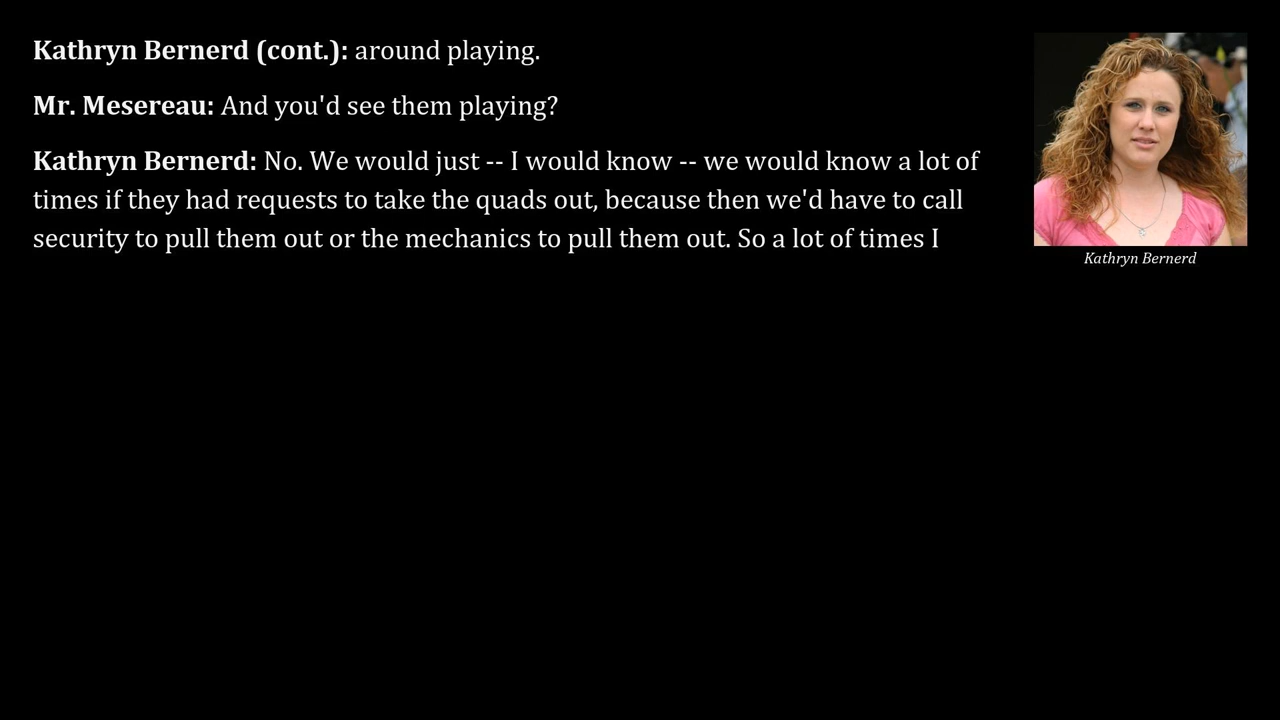 Kathryn Bernerd (cont.): around playing.
Mr. Mesereau: And you'd see them playing?
Kathryn Bernerd: No. We would just -- I would know -- we would know a lot of
times if they had requests to take the quads out, because then we'd have to call
security to pull them out or the mechanics to pull them out. So a lot of times I
Kathryn Bernerd